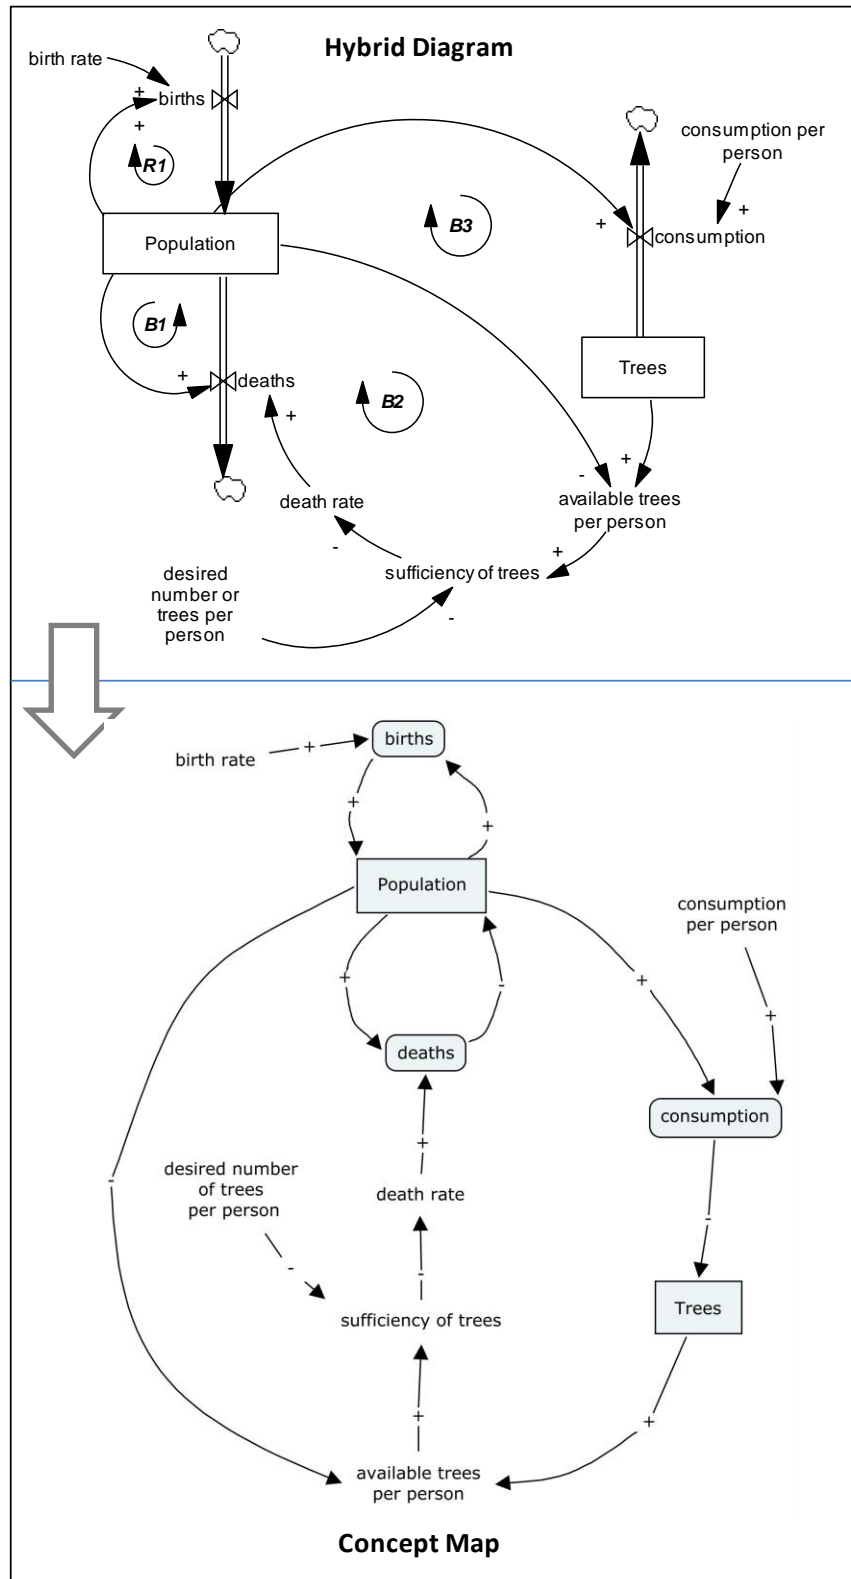 Hybrid Diagram
birth rate
+
births
+
R1
Population
B1
+
deaths
B2
B3
+
consumption per
person
+
consumption
Trees
+
-
available trees
per person
+
death rate
-
sufficiency of trees
+
desired
number or
trees per
person
-
birth rate
+
births
+
+
Population
consumption
per person
+
-
+
+
deaths
consumption
+
-
desired number
of trees
per person
death rate
-
-
-
Trees
-
sufficiency of trees
+
+
available trees
per person
Concept Map